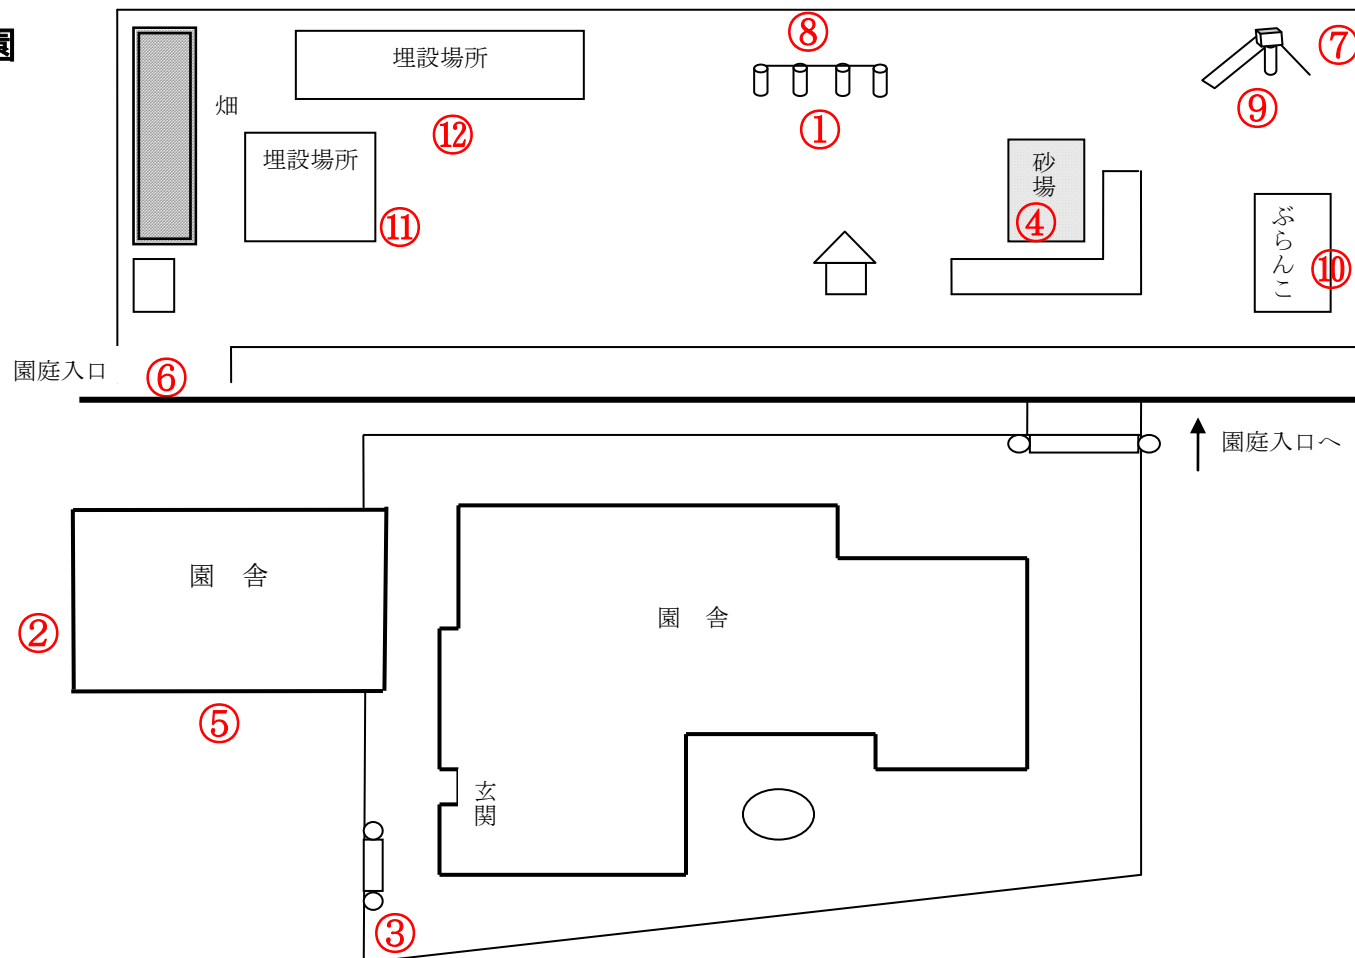 園
⑧
⑦
埋設場所
畑
⑨
⑫
①
埋設場所
砂場
④
⑪
ぶらんこ
⑩
園庭入口
⑥
園庭入口へ
園 舎
園 舎
②
⑤
玄関
③